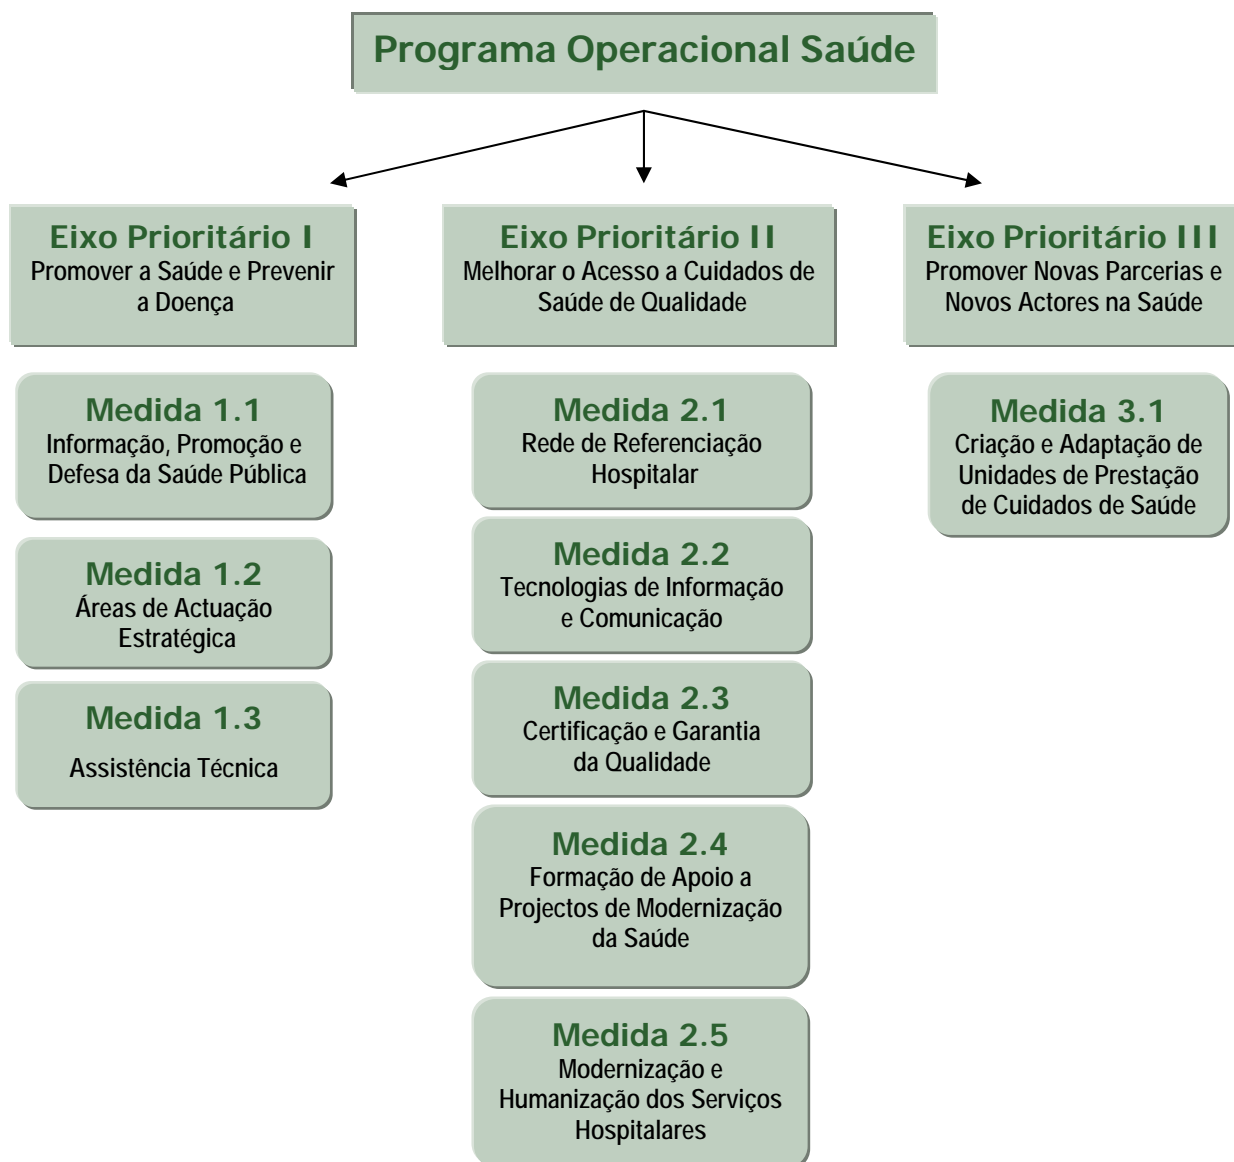 Programa Operacional Saúde
Eixo Prioritário I
Promover a Saúde e Prevenir
a Doença
Medida 1.1
Informação, Promoção e
Defesa da Saúde Pública
Medida 1.2
Áreas de Actuação
Estratégica
Medida 1.3
Assistência Técnica
Eixo Prioritário II
Melhorar o Acesso a Cuidados de
Saúde de Qualidade
Medida 2.1
Rede de Referenciação
Hospitalar
Medida 2.2
Tecnologias de Informação
e Comunicação
Medida 2.3
Certificação e Garantia
da Qualidade
Medida 2.4
Formação de Apoio a
Projectos de Modernização
da Saúde
Medida 2.5
Modernização e
Humanização dos Serviços
Hospitalares
Eixo Prioritário III
Promover Novas Parcerias e
Novos Actores na Saúde
Medida 3.1
Criação e Adaptação de
Unidades de Prestação
de Cuidados de Saúde